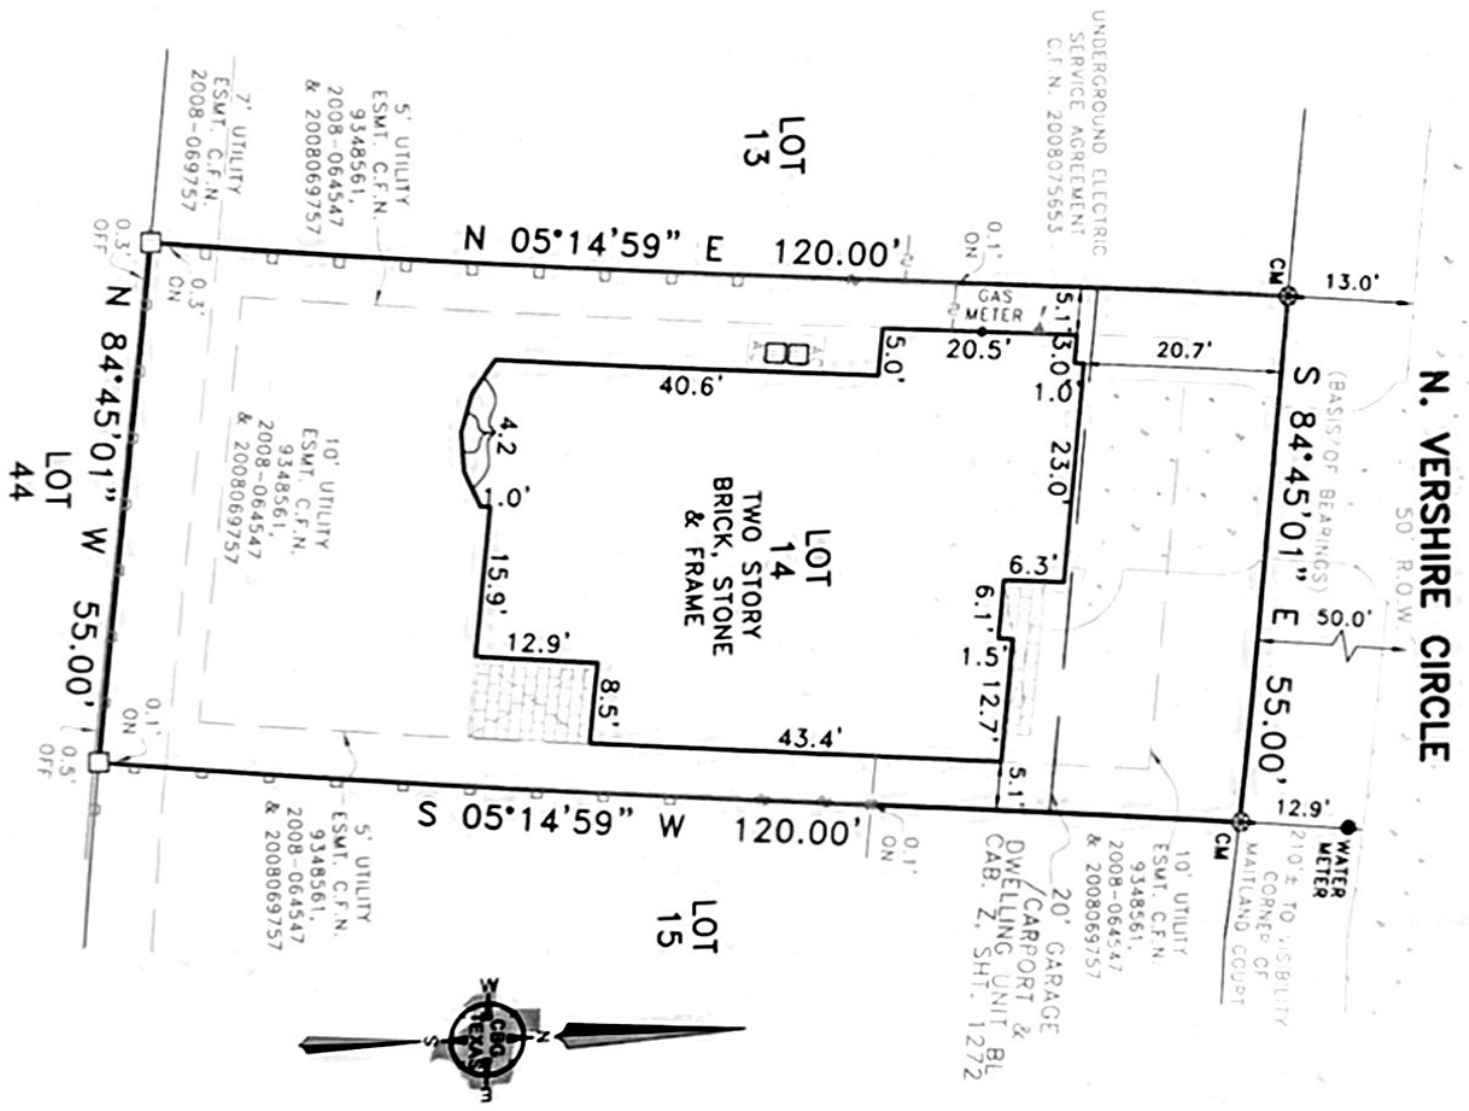 N. VERSHIRE CIRCLE
50' R.O.W.
(BASIS OF BEARINGS)
S 84°45'01" E 55.00'
13.0'
50.0'
12.9'
WATER
METER
210'± TO VISIBILITY
CORNER OF
MAITLAND COURT
CM
CM
UNDERGROUND ELECTRIC
SERVICE AGREEMENT
C.F.N. 2008075653
LOT
13
N 05°14'59" E 120.00'
0.1'
ON
GAS
METER
5.1'
3.0'
1.0'
20.7'
20.5'
5.0'
AC
AC
40.6'
23.0'
6.3'
6.1'
1.5'
12.7'
5.1'
4.2
1.0'
15.9'
12.9'
8.5'
43.4'
LOT
14
TWO STORY
BRICK, STONE
& FRAME
10' UTILITY
ESMT. C.F.N.
9348561,
2008-064547
& 2008069757
20' GARAGE
/CARPORT &
DWELLING UNIT BL
CAB. Z, SHT. 1272
S 05°14'59" W 120.00'
0.1'
ON
LOT
15
5' UTILITY
ESMT. C.F.N.
9348561,
2008-064547
& 2008069757
5' UTILITY
ESMT. C.F.N.
9348561,
2008-064547
& 2008069757
7' UTILITY
ESMT. C.F.N.
2008-069757
10' UTILITY
ESMT. C.F.N.
9348561,
2008-064547
& 2008069757
0.3'
ON
0.3'
OFF
N 84°45'01" W 55.00'
0.1'
ON
0.5'
OFF
LOT
44
N
W
CBG
TEXAS
E
S